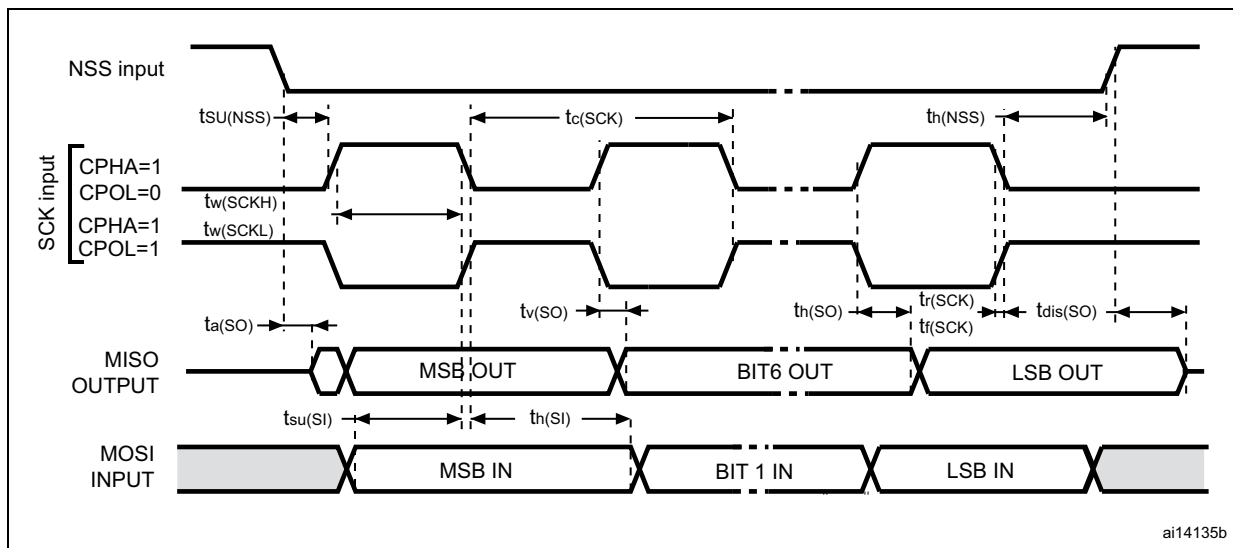 NSS input
tSU(NSS)
tc(SCK)
th(NSS)
SCK input
CPHA=1
CPOL=0
tw(SCKH)
CPHA=1
tw(SCKL)
CPOL=1
ta(SO)
tv(SO)
th(SO)
tr(SCK)
tf(SCK)
tdis(SO)
MISO
OUTPUT
MSB OUT
BIT6 OUT
LSB OUT
tsu(SI)
th(SI)
MOSI
INPUT
MSB IN
BIT 1 IN
LSB IN
ai14135b